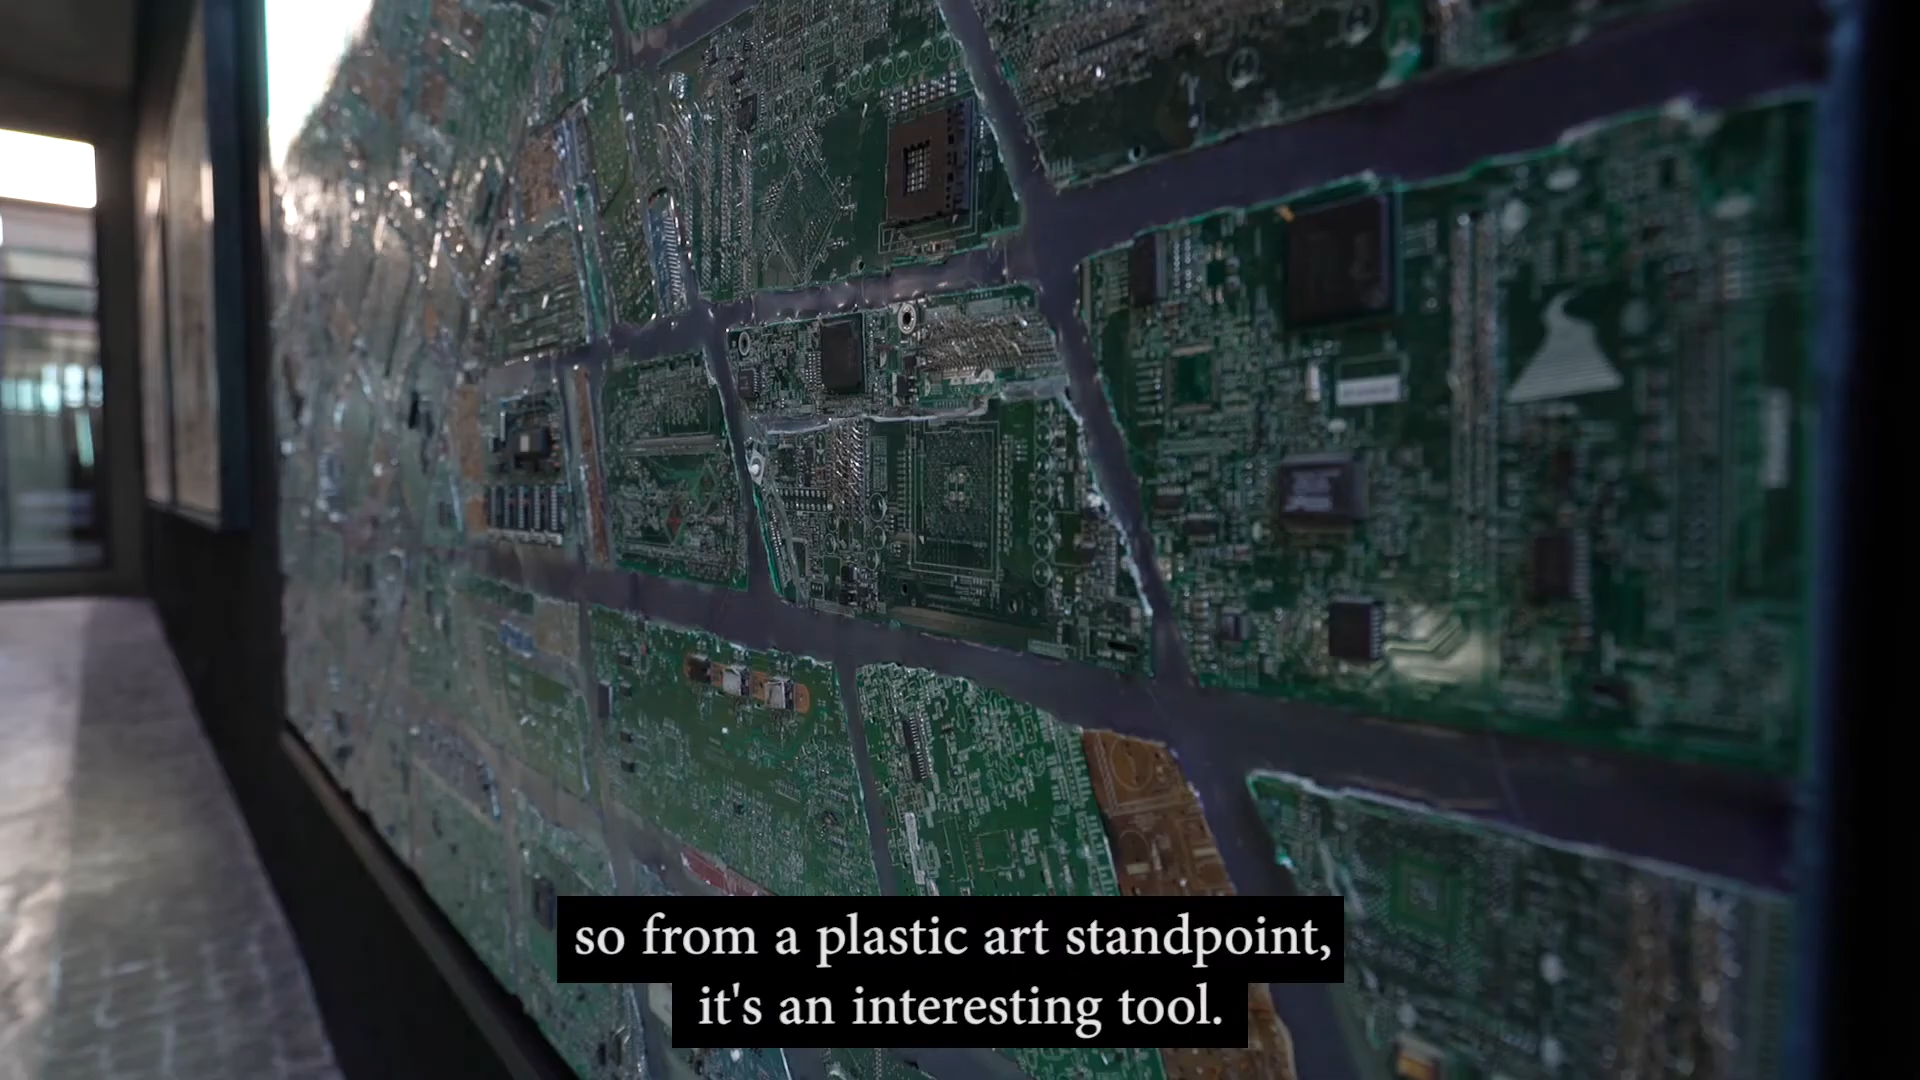 so from a plastic art standpoint,
it's an interesting tool.